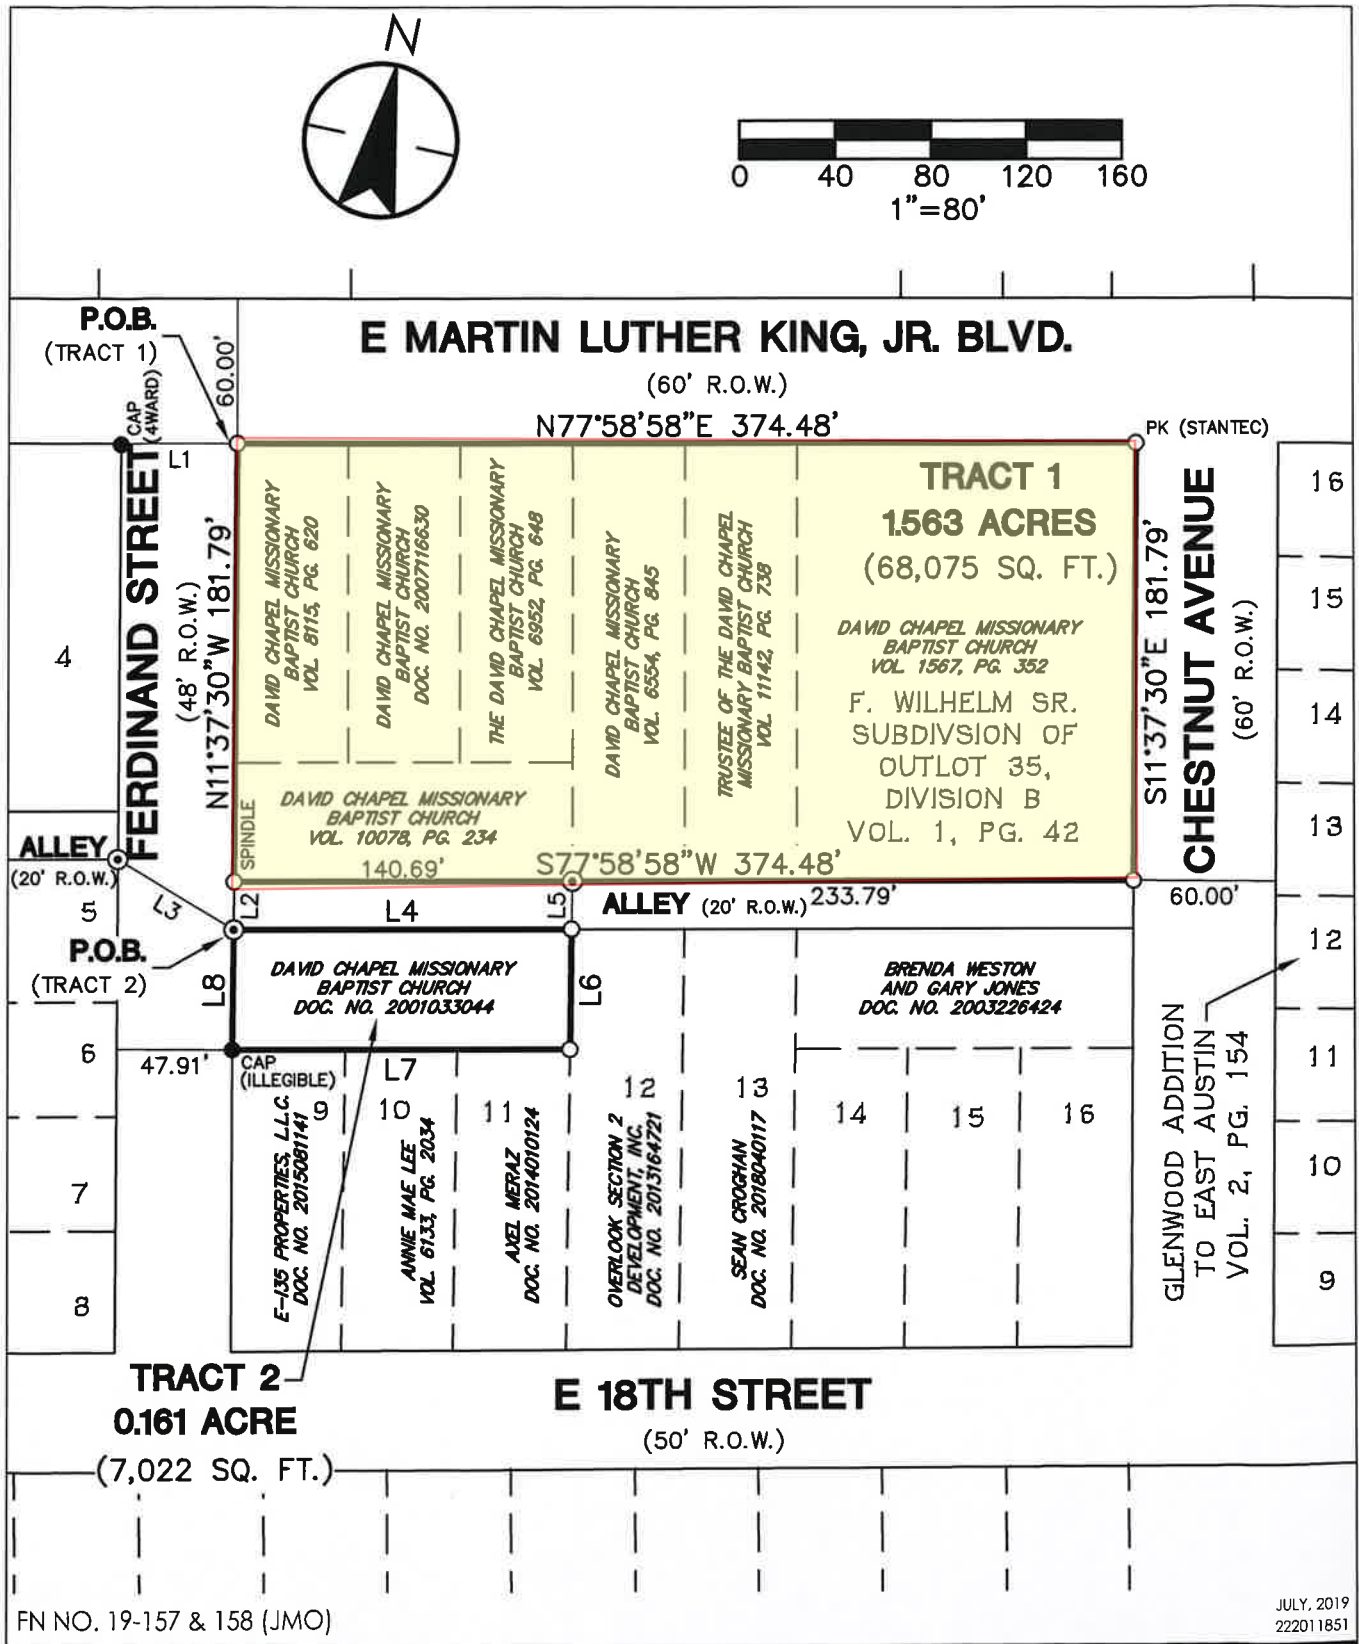 N
0 40 80 120 160
1"=80'
P.O.B.
(TRACT 1)
60.00'
CAP
(4WARD)
E MARTIN LUTHER KING, JR. BLVD.
(60' R.O.W.)
N77°58'58"E 374.48'
PK (STANTEC)
L1
FERDINAND STREET
(48' R.O.W.)
N11°37'30"W 181.79'
DAVID CHAPEL MISSIONARY
BAPTIST CHURCH
VOL. 8115, PG. 620
DAVID CHAPEL MISSIONARY
BAPTIST CHURCH
DOC. NO. 2007116630
THE DAVID CHAPEL MISSIONARY
BAPTIST CHURCH
VOL. 6952, PG. 648
DAVID CHAPEL MISSIONARY
BAPTIST CHURCH
VOL. 6554, PG. 845
TRUSTEE OF THE DAVID CHAPEL
MISSIONARY BAPTIST CHURCH
VOL. 11142, PG. 738
TRACT 1
1.563 ACRES
(68,075 SQ. FT.)
DAVID CHAPEL MISSIONARY
BAPTIST CHURCH
VOL 1567, PG. 352
F. WILHELM SR.
SUBDIVSION OF
OUTLOT 35,
DIVISION B
VOL. 1, PG. 42
S11°37'30"E 181.79'
CHESTNUT AVENUE
(60' R.O.W.)
16
15
14
13
12
11
10
9
4
ALLEY
(20' R.O.W.)
5
L3
SPINDLE
DAVID CHAPEL MISSIONARY
BAPTIST CHURCH
VOL. 10078, PG. 234
140.69'
S77°58'58"W 374.48'
L2
L4
L5
ALLEY (20' R.O.W.)
233.79'
60.00'
P.O.B.
(TRACT 2)
L8
DAVID CHAPEL MISSIONARY
BAPTIST CHURCH
DOC. NO. 2001033044
L6
BRENDA WESTON
AND GARY JONES
DOC. NO. 2003226424
6
47.91'
CAP
(ILLEGIBLE)
L7
7
8
9
E-135 PROPERTIES, L.L.C.
DOC. NO. 2015081141
10
ANNIE MAE LEE
VOL. 6133, PG. 2034
11
AXEL MERAZ
DOC. NO. 2014010124
12
OVERLOOK SECTION 2
DEVELOPMENT, INC.
DOC. NO. 2013164721
13
SEAN CROGHAN
DOC. NO. 2018040117
14
15
16
GLENWOOD ADDITION
TO EAST AUSTIN
VOL. 2, PG. 154
TRACT 2
0.161 ACRE
(7,022 SQ. FT.)
E 18TH STREET
(50' R.O.W.)
FN NO. 19-157 & 158 (JMO)
JULY, 2019
222011851